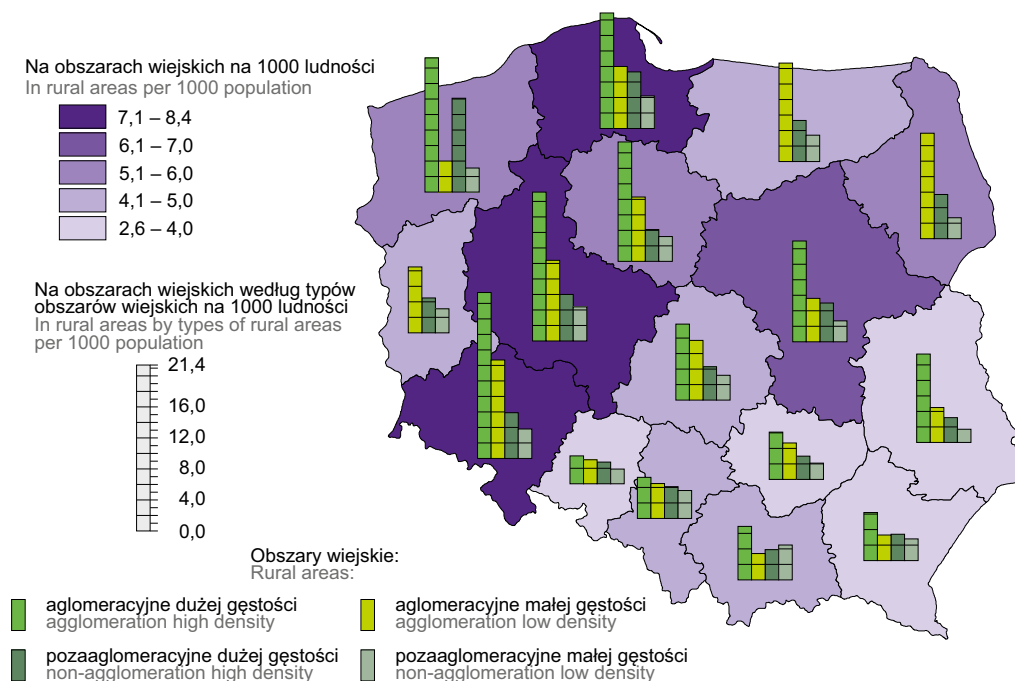 Na obszarach wiejskich na 1000 ludności
In rural areas per 1000 population
7,1 – 8,4
6,1 – 7,0
5,1 – 6,0
4,1 – 5,0
2,6 – 4,0
Na obszarach wiejskich według typów
obszarów wiejskich na 1000 ludności
In rural areas by types of rural areas
per 1000 population
21,4
16,0
12,0
8,0
4,0
0,0
Obszary wiejskie:
Rural areas:
aglomeracyjne dużej gęstości
agglomeration high density
aglomeracyjne małej gęstości
agglomeration low density
pozaaglomeracyjne dużej gęstości
non-agglomeration high density
pozaaglomeracyjne małej gęstości
non-agglomeration low density